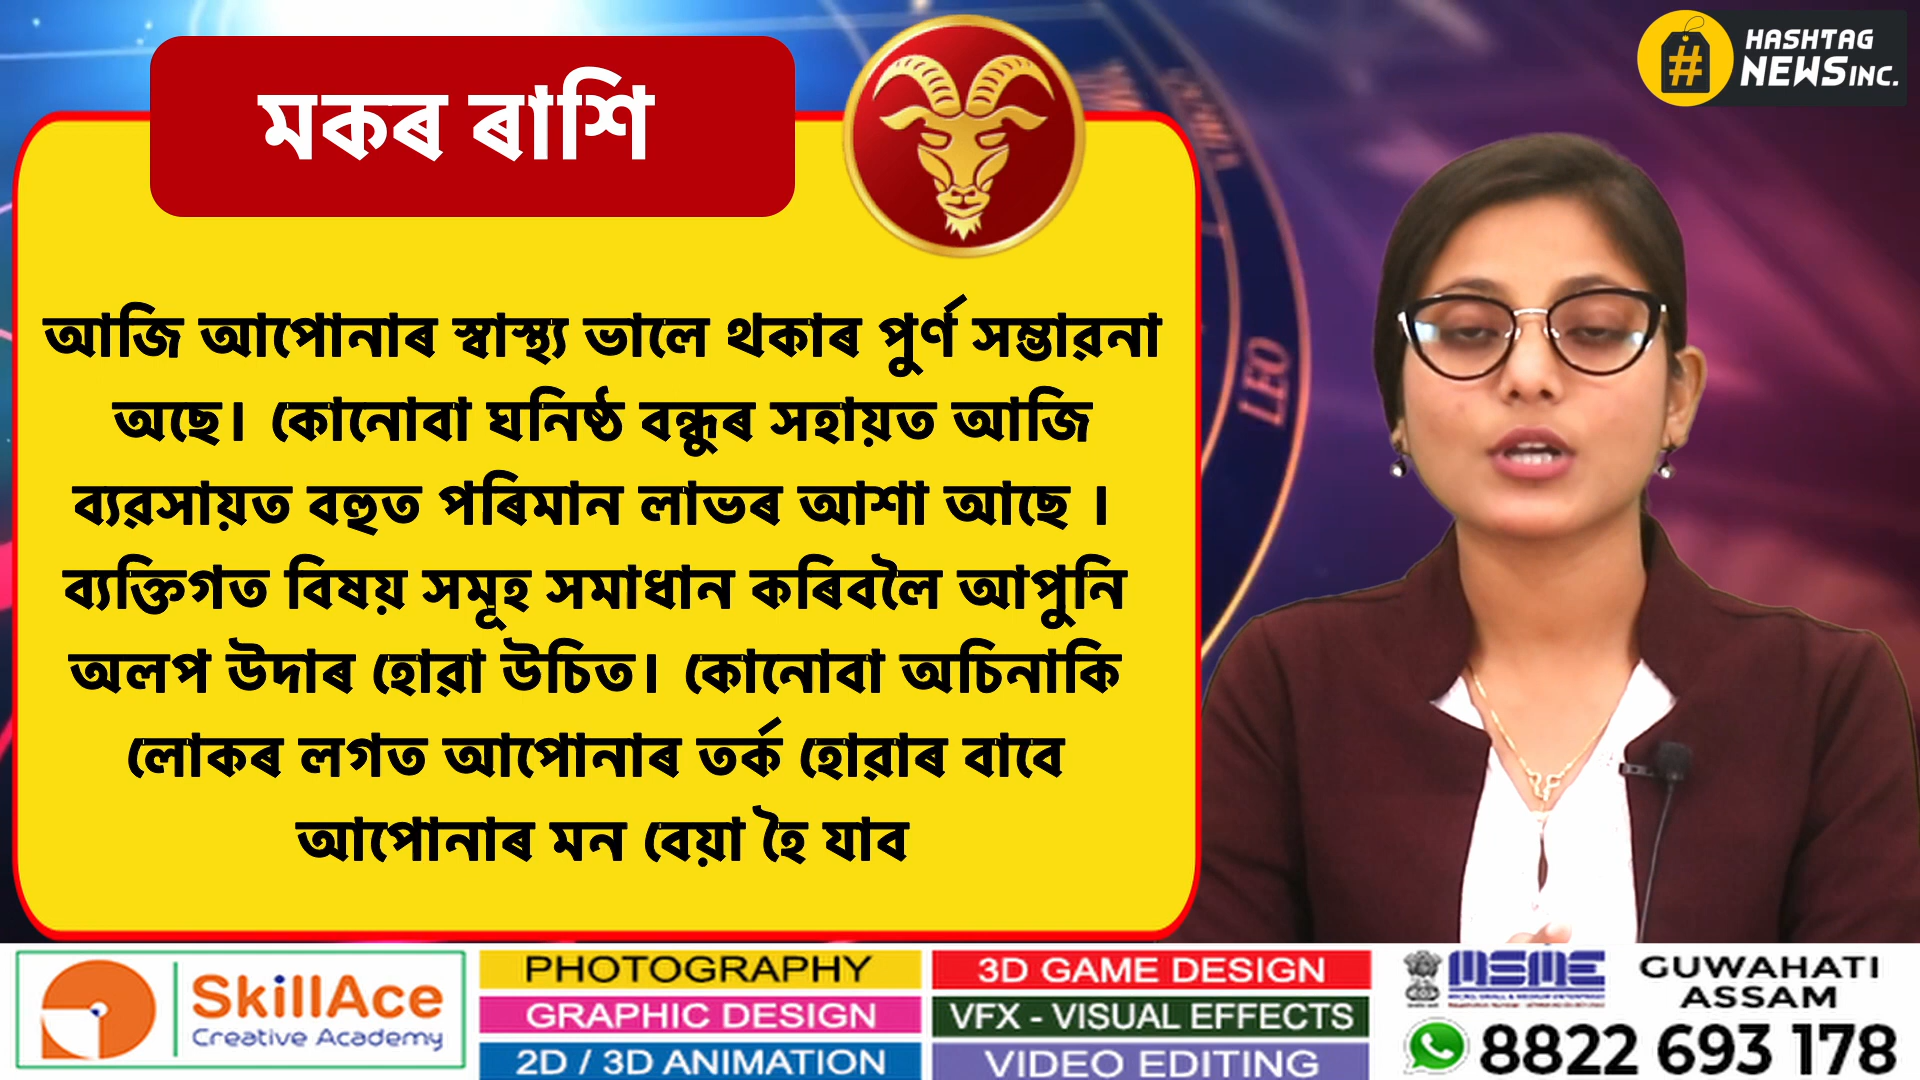 HASHTAG
NEWS INC.
মকৰ ৰাশি
আজি আপোনাৰ স্বাস্থ্য ভালে থকাৰ পুৰ্ণ সম্ভাৱনা
অছে। কোনোবা ঘনিষ্ঠ বন্ধুৰ সহায়ত আজি
ব্যৱসায়ত বহুত পৰিমান লাভৰ আশা আছে ।
ব্যক্তিগত বিষয় সমূহ সমাধান কৰিবলৈ আপুনি
অলপ উদাৰ হোৱা উচিত। কোনোবা অচিনাকি
লোকৰ লগত আপোনাৰ তৰ্ক হোৱাৰ বাবে
আপোনাৰ মন বেয়া হৈ যাব
LEO
SkillAce
Creative Academy
PHOTOGRAPHY
GRAPHIC DESIGN
2D / 3D ANIMATION
3D GAME DESIGN
VFX - VISUAL EFFECTS
VIDEO EDITING
MSME
GUWAHATI
ASSAM
8822 693 178